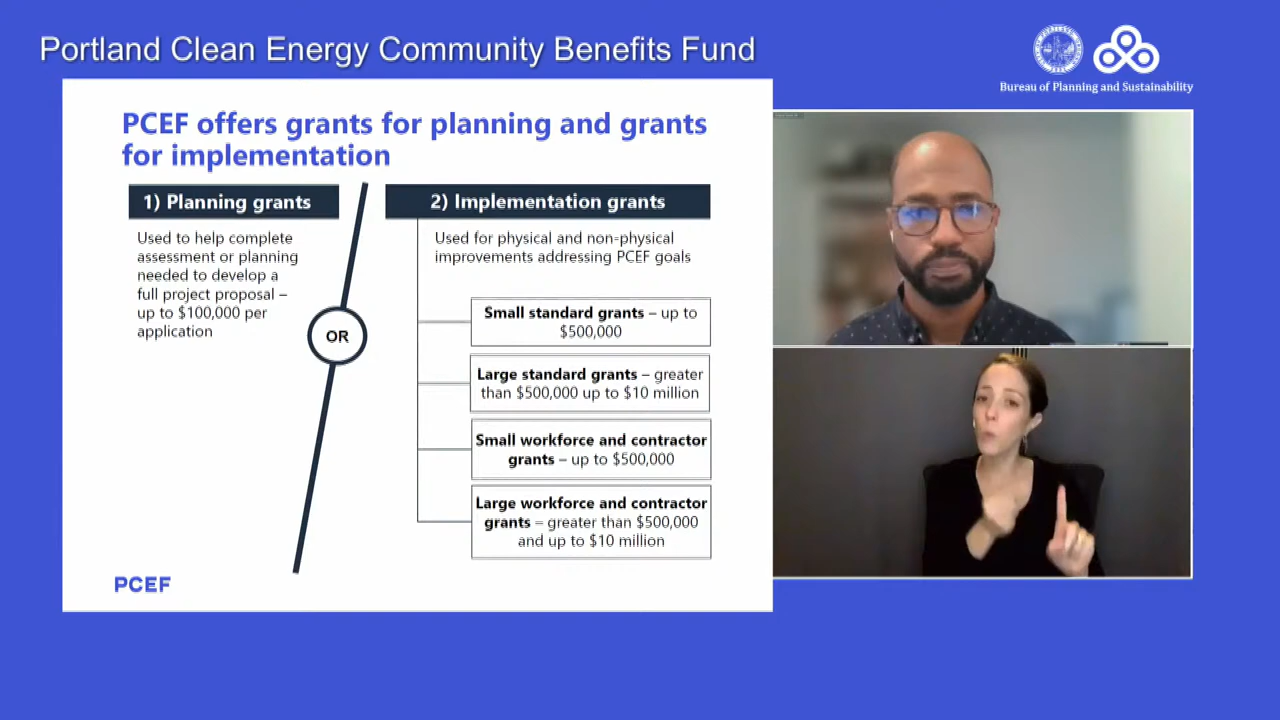 Portland Clean Energy Community Benefits Fund
Bureau of Planning and Sustainability
PCEF offers grants for planning and grants
for implementation
1) Planning grants
Used to help complete
assessment or planning
needed to develop a
full project proposal –
up to $100,000 per
application
OR
2) Implementation grants
Used for physical and non-physical
improvements addressing PCEF goals
Small standard grants – up to
$500,000
Large standard grants – greater
than $500,000 up to $10 million
Small workforce and contractor
grants – up to $500,000
Large workforce and contractor
grants – greater than $500,000
and up to $10 million
PCEF